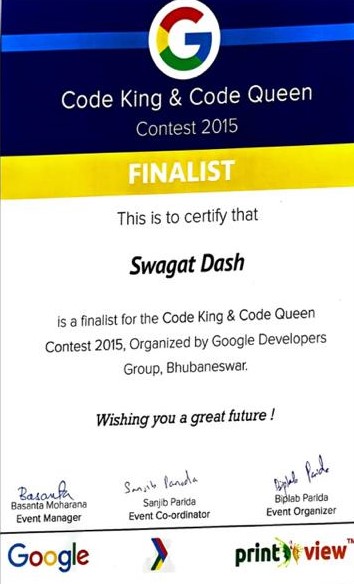 G
Code King & Code Queen
Contest 2015
FINALIST
This is to certify that
Swagat Dash
is a finalist for the Code King & Code Queen
Contest 2015, Organized by Google Developers
Group, Bhubaneswar.
Wishing you a great future !
Basanta Sanjib Parida Biplab Parida
Basanta Moharana Sanjib Parida Biplab Parida
Event Manager Event Co-ordinator Event Organizer
Google print view™